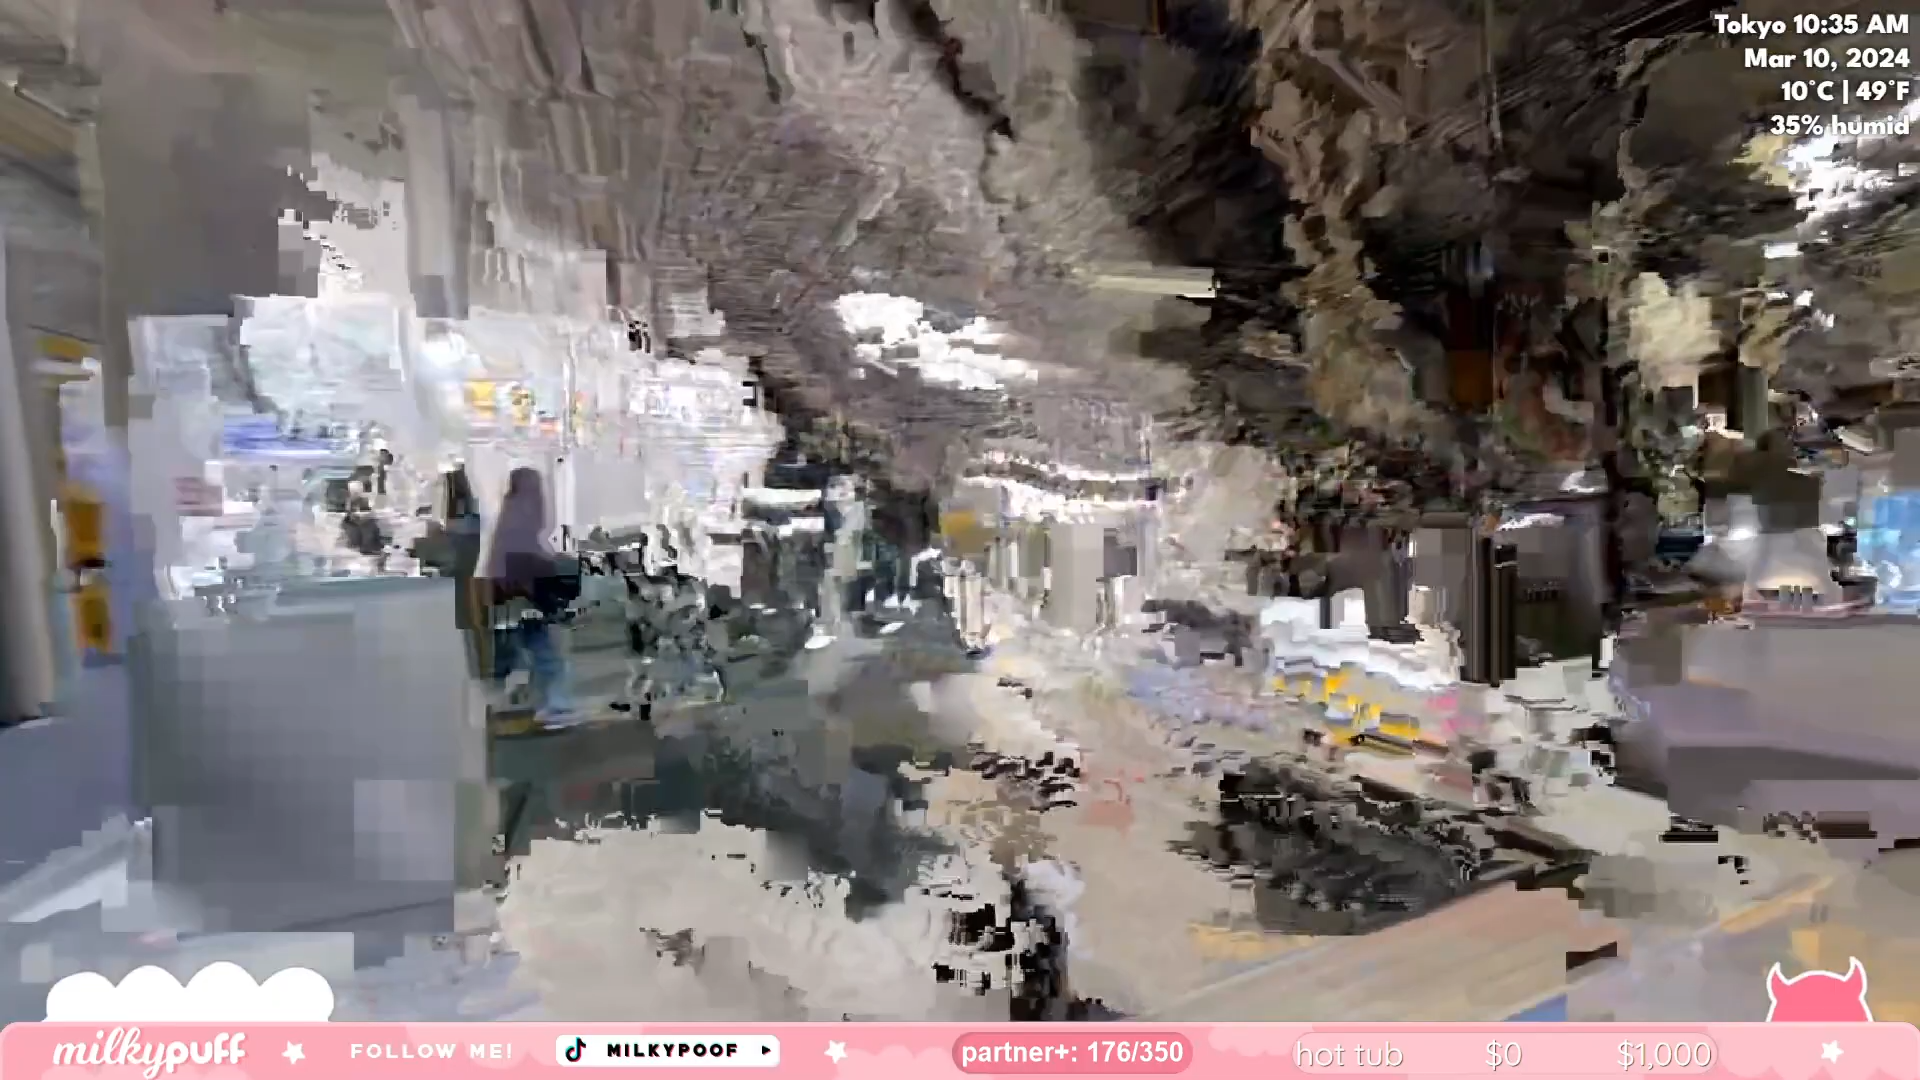 Tokyo 10:35 AM
Mar 10, 2024
10°C | 49°F
35% humid
milkypuff
FOLLOW ME!
MILKYPOOF
partner+: 176/350
hot tub $0 $1,000